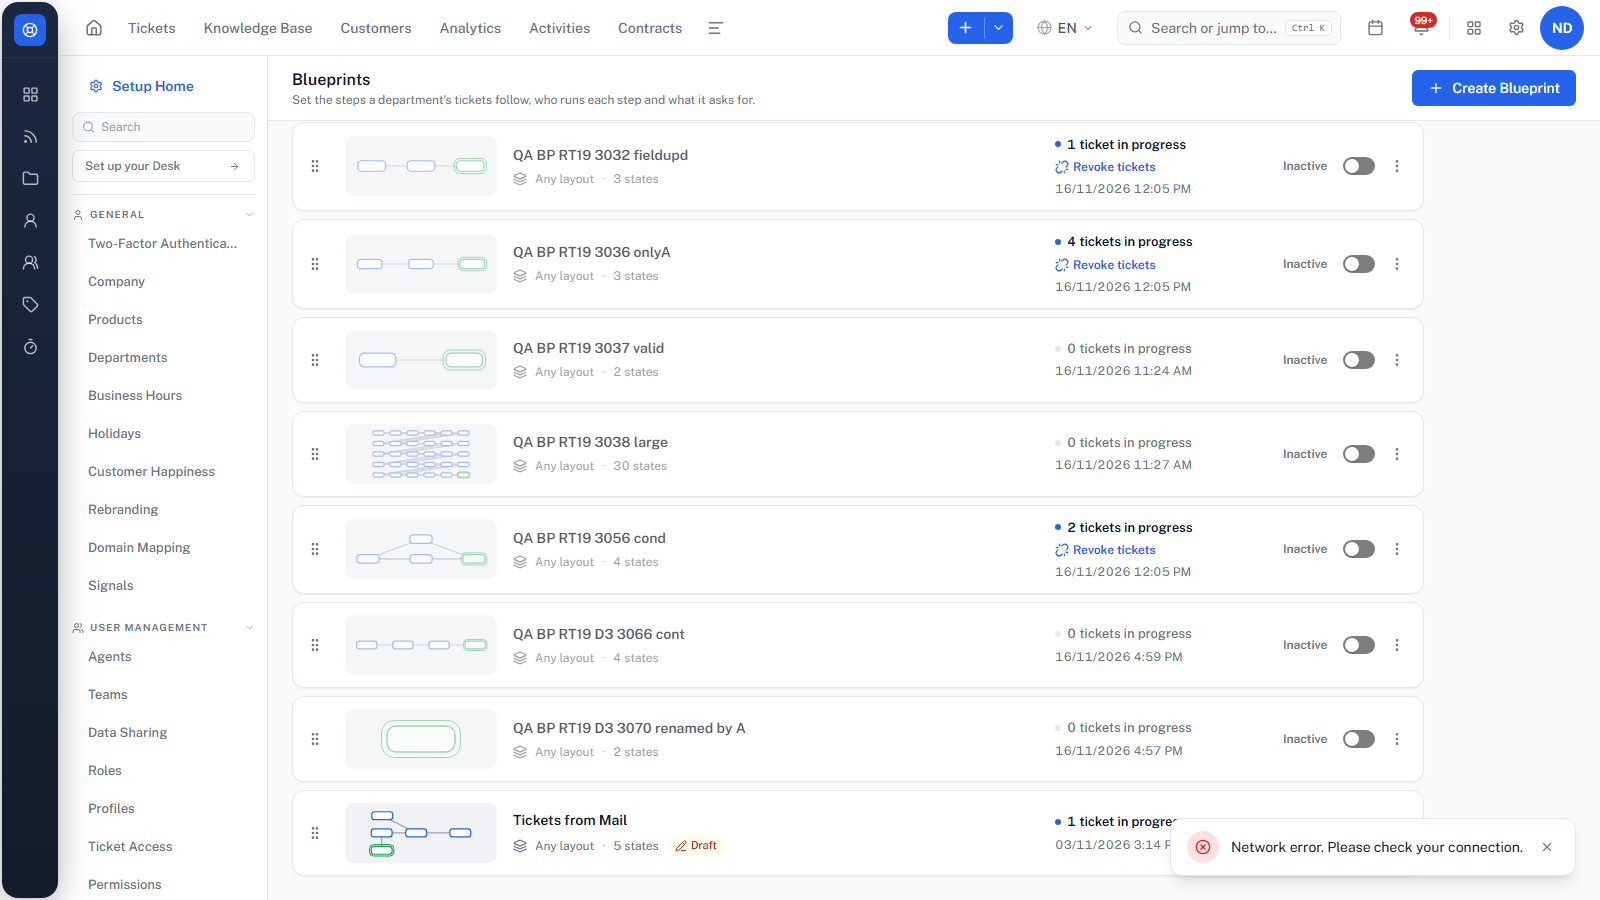 Tickets
Knowledge Base
Customers
Analytics
Activities
Contracts
EN
Search or jump to...
Ctrl K
99+
ND
Setup Home
Search
Set up your Desk
GENERAL
Two-Factor Authentica...
Company
Products
Departments
Business Hours
Holidays
Customer Happiness
Rebranding
Domain Mapping
Signals
USER MANAGEMENT
Agents
Teams
Data Sharing
Roles
Profiles
Ticket Access
Permissions
Blueprints
Set the steps a department's tickets follow, who runs each step and what it asks for.
Create Blueprint
QA BP RT19 3032 fieldupd
Any layout · 3 states
1 ticket in progress
Revoke tickets
16/11/2026 12:05 PM
Inactive
QA BP RT19 3036 onlyA
Any layout · 3 states
4 tickets in progress
Revoke tickets
16/11/2026 12:05 PM
Inactive
QA BP RT19 3037 valid
Any layout · 2 states
0 tickets in progress
16/11/2026 11:24 AM
Inactive
QA BP RT19 3038 large
Any layout · 30 states
0 tickets in progress
16/11/2026 11:27 AM
Inactive
QA BP RT19 3056 cond
Any layout · 4 states
2 tickets in progress
Revoke tickets
16/11/2026 12:05 PM
Inactive
QA BP RT19 D3 3066 cont
Any layout · 4 states
0 tickets in progress
16/11/2026 4:59 PM
Inactive
QA BP RT19 D3 3070 renamed by A
Any layout · 2 states
0 tickets in progress
16/11/2026 4:57 PM
Inactive
Tickets from Mail
Any layout · 5 states
Draft
1 ticket in
03/11/2026 3:14
Network error. Please check your connection.